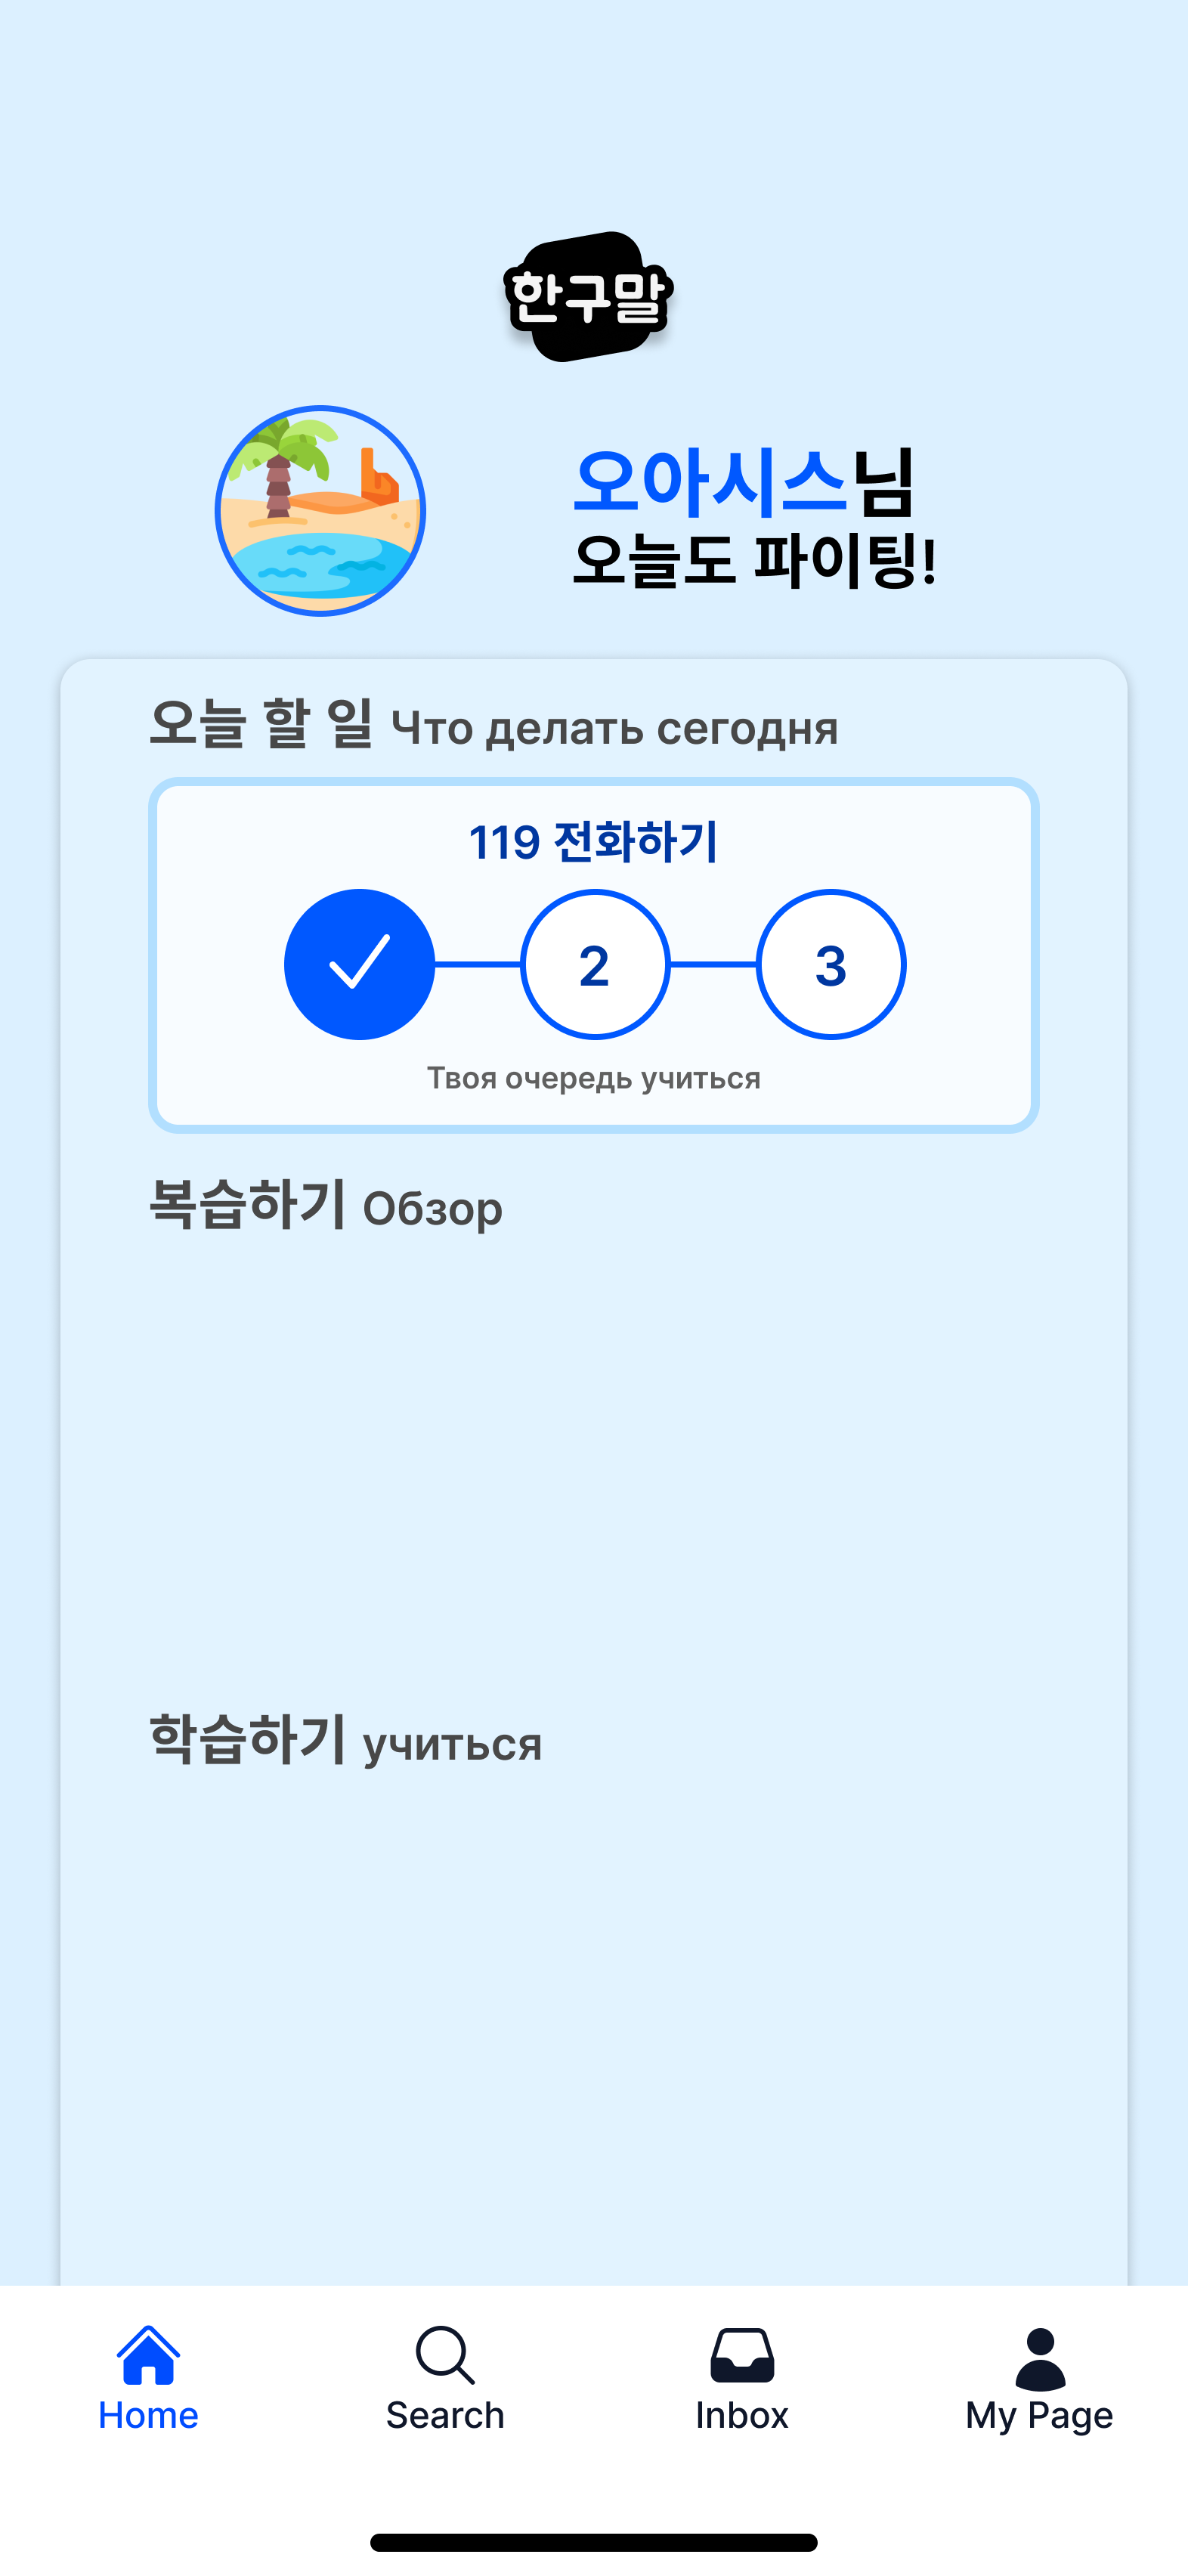 한구말
오아시스님
오늘도 파이팅!
오늘 할 일 Что делать сегодня
119 전화하기
2 3
Твоя очередь учиться
복습하기 Обзор
학습하기 учиться
Home Search Inbox My Page